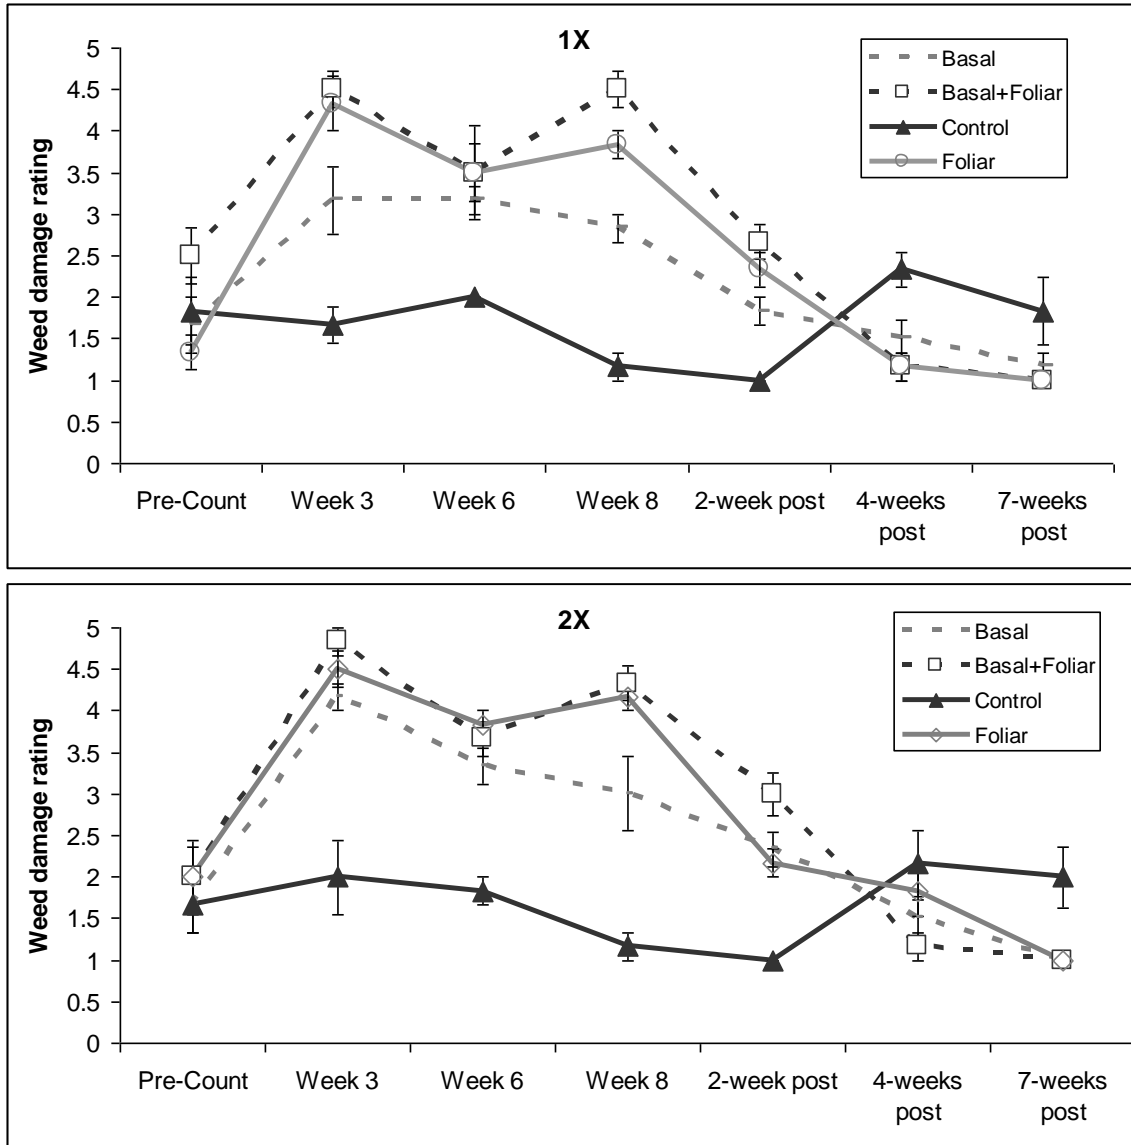 1X
Weed damage rating
5
4.5
4
3.5
3
2.5
2
1.5
1
0.5
0
Basal
Basal+Foliar
Control
Foliar
Pre-Count Week 3 Week 6 Week 8 2-week post 4-weeks 7-weeks
post post
2X
Weed damage rating
5
4.5
4
3.5
3
2.5
2
1.5
1
0.5
0
Basal
Basal+Foliar
Control
Foliar
Pre-Count Week 3 Week 6 Week 8 2-week post 4-weeks 7-weeks
post post